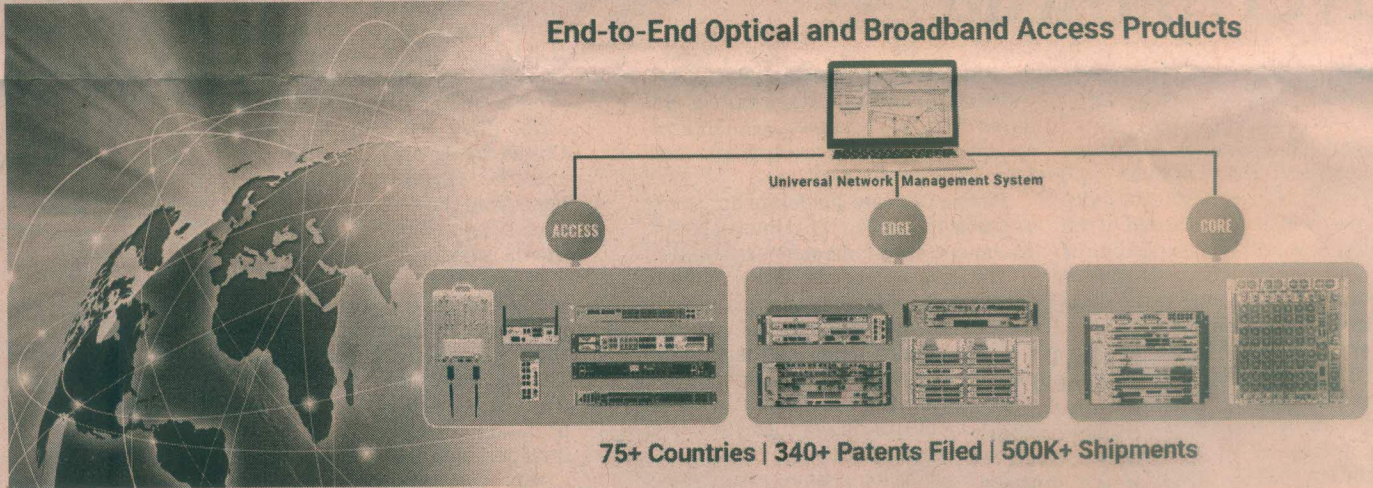 End-to-End Optical and Broadband Access Products
Universal Network Management System
ACCESS
EDGE
CORE
75+ Countries | 340+ Patents Filed | 500K+ Shipments